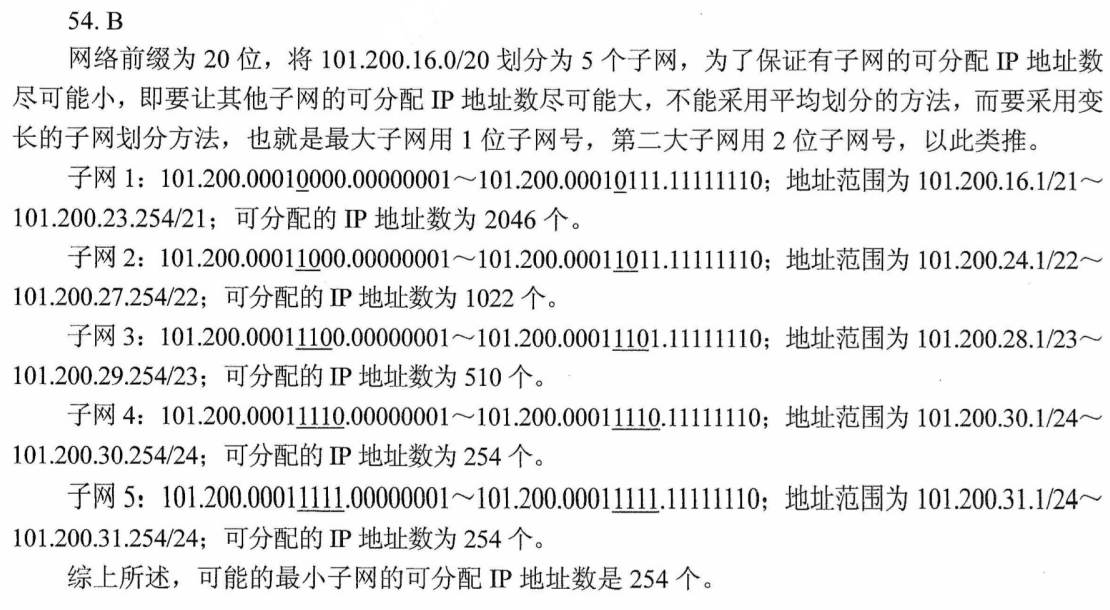 54. B
网络前缀为 20 位，将 101.200.16.0/20 划分为 5 个子网，为了保证有子网的可分配 IP 地址数
尽可能小，即要让其他子网的可分配 IP 地址数尽可能大，不能采用平均划分的方法，而要采用变
长的子网划分方法，也就是最大子网用 1 位子网号，第二大子网用 2 位子网号，以此类推。
子网 1：101.200.00010000.00000001～101.200.00010111.11111110；地址范围为 101.200.16.1/21～
101.200.23.254/21；可分配的 IP 地址数为 2046 个。
子网 2：101.200.00011000.00000001～101.200.00011011.11111110；地址范围为 101.200.24.1/22～
101.200.27.254/22；可分配的 IP 地址数为 1022 个。
子网 3：101.200.00011100.00000001～101.200.00011101.11111110；地址范围为 101.200.28.1/23～
101.200.29.254/23；可分配的 IP 地址数为 510 个。
子网 4：101.200.00011110.00000001～101.200.00011110.11111110；地址范围为 101.200.30.1/24～
101.200.30.254/24；可分配的 IP 地址数为 254 个。
子网 5：101.200.00011111.00000001～101.200.00011111.11111110；地址范围为 101.200.31.1/24～
101.200.31.254/24；可分配的 IP 地址数为 254 个。
综上所述，可能的最小子网的可分配 IP 地址数是 254 个。